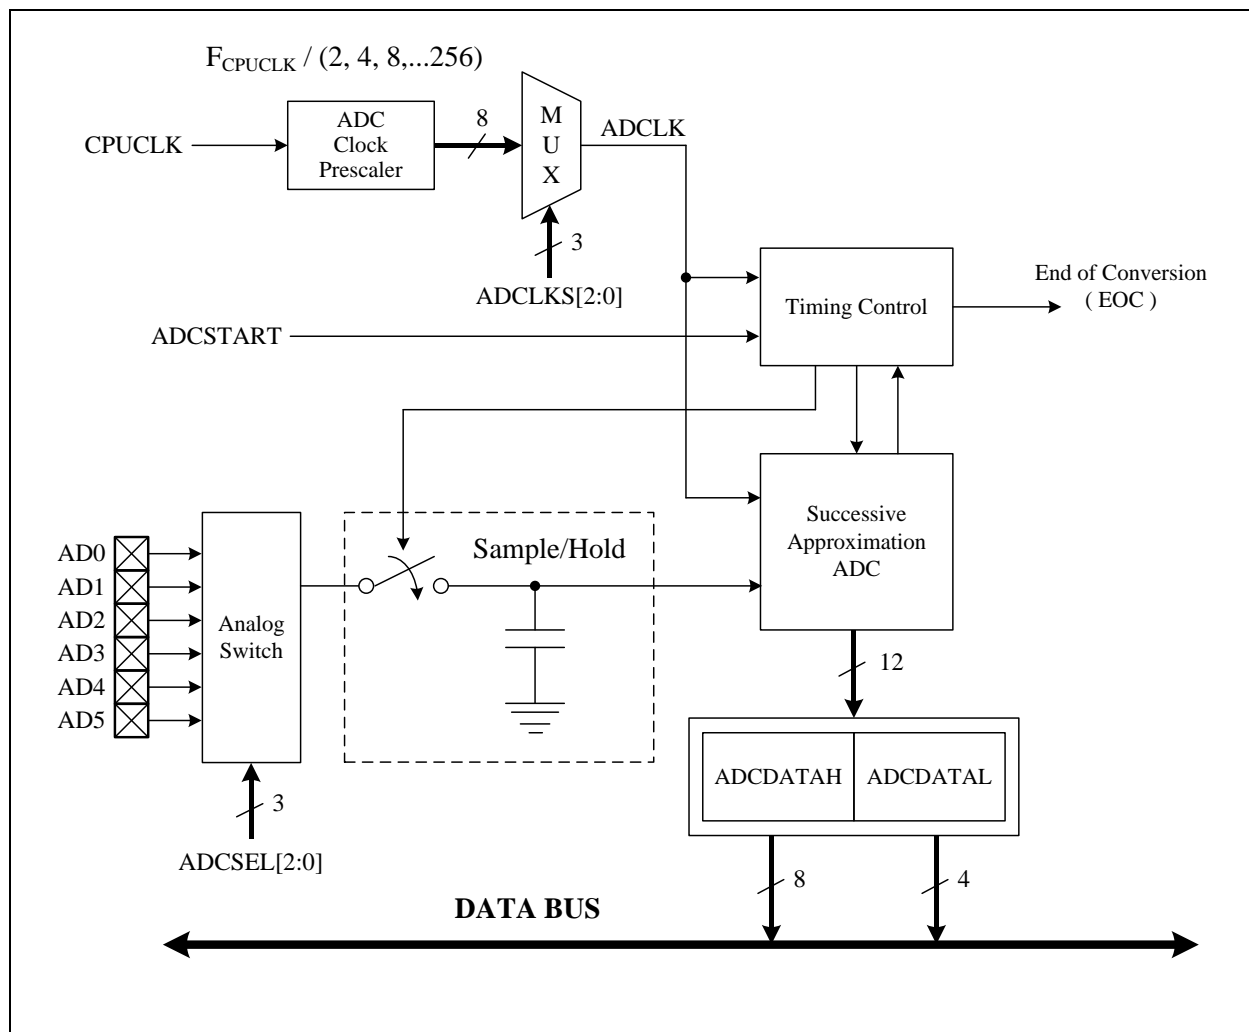 F_CPUCLK / (2, 4, 8,...256)
CPUCLK
ADC
Clock
Prescaler
8
M
U
X
ADCLK
3
ADCLKS[2:0]
ADCSTART
Timing Control
End of Conversion
( EOC )
AD0
AD1
AD2
AD3
AD4
AD5
Analog
Switch
3
ADCSEL[2:0]
Sample/Hold
Successive
Approximation
ADC
12
ADCDATAH
ADCDATAL
8
4
DATA BUS